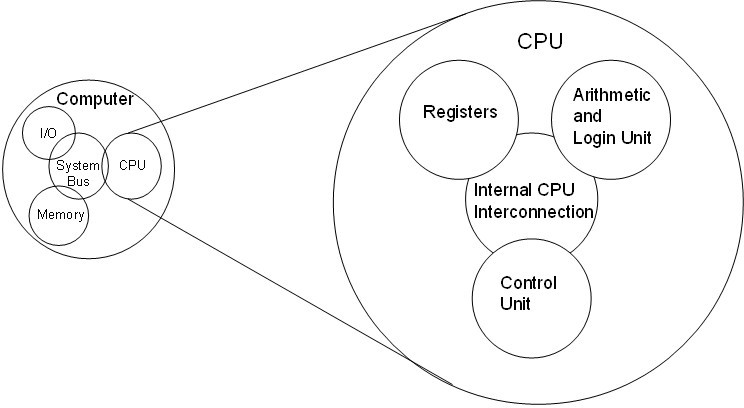 Computer
I/O
System
Bus
CPU
Memory
CPU
Registers
Arithmetic
and
Login Unit
Internal CPU
Interconnection
Control
Unit